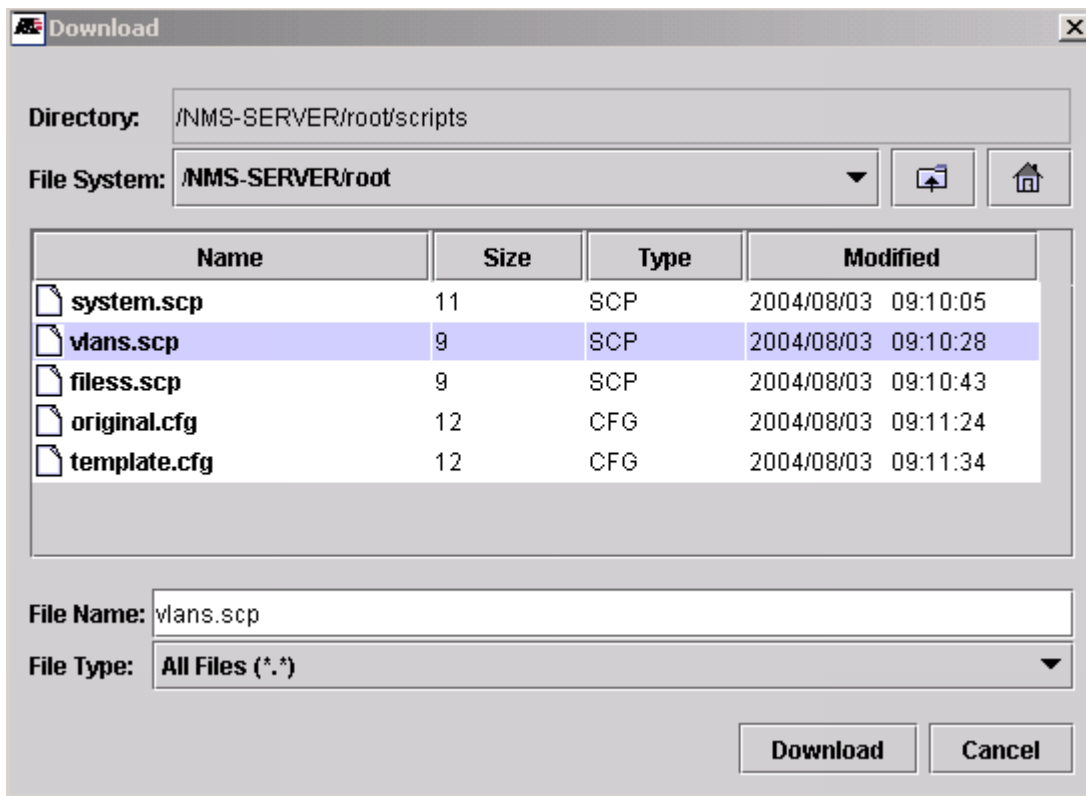 Download
Directory: /NMS-SERVER/root/scripts
File System: /NMS-SERVER/root
Name Size Type Modified
system.scp 11 SCP 2004/08/03 09:10:05
vlans.scp 9 SCP 2004/08/03 09:10:28
filess.scp 9 SCP 2004/08/03 09:10:43
original.cfg 12 CFG 2004/08/03 09:11:24
template.cfg 12 CFG 2004/08/03 09:11:34
File Name: vlans.scp
File Type: All Files (*.*)
Download Cancel